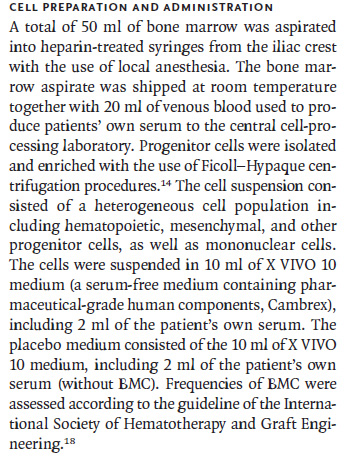 CELL PREPARATION AND ADMINISTRATION
A total of 50 ml of bone marrow was aspirated
into heparin-treated syringes from the iliac crest
with the use of local anesthesia. The bone mar-
row aspirate was shipped at room temperature
together with 20 ml of venous blood used to pro-
duce patients’ own serum to the central cell-pro-
cessing laboratory. Progenitor cells were isolated
and enriched with the use of Ficoll–Hypaque cen-
trifugation procedures.14 The cell suspension con-
sisted of a heterogeneous cell population in-
cluding hematopoietic, mesenchymal, and other
progenitor cells, as well as mononuclear cells.
The cells were suspended in 10 ml of X VIVO 10
medium (a serum-free medium containing phar-
maceutical-grade human components, Cambrex),
including 2 ml of the patient’s own serum. The
placebo medium consisted of the 10 ml of X VIVO
10 medium, including 2 ml of the patient’s own
serum (without BMC). Frequencies of BMC were
assessed according to the guideline of the Interna-
tional Society of Hematotherapy and Graft Engi-
neering.18